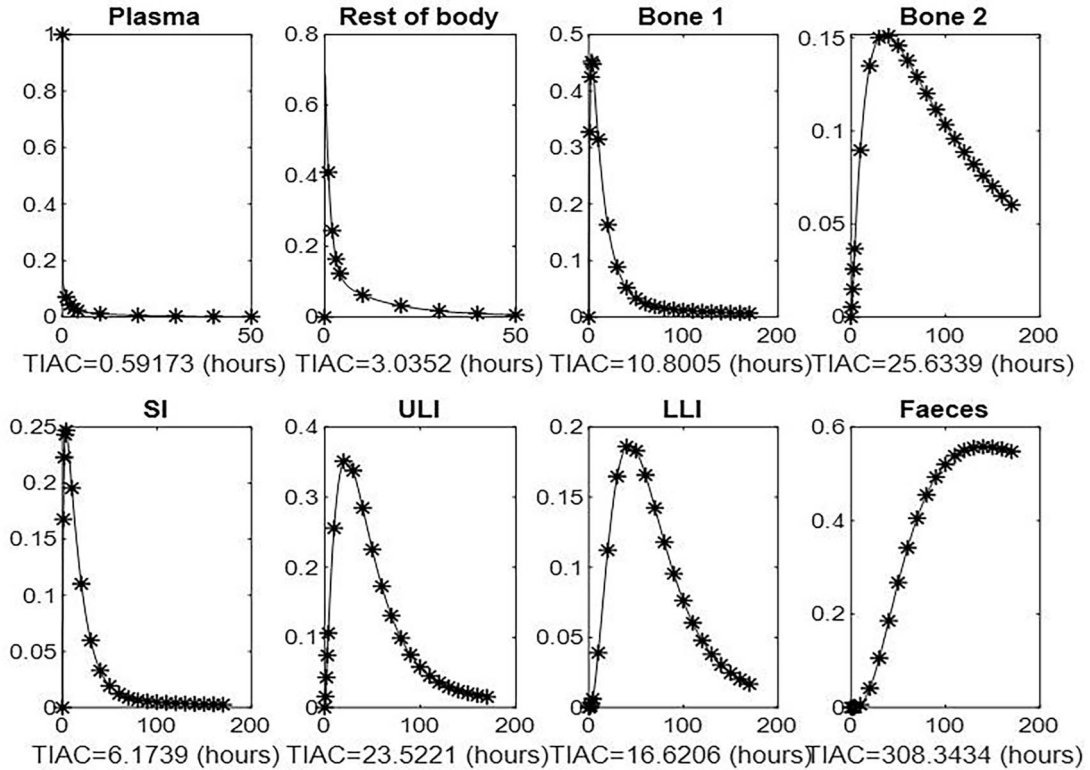 Plasma
1
0.8
0.6
0.4
0.2
0
0 50
TIAC=0.59173 (hours)
Rest of body
0.8
0.6
0.4
0.2
0
0 50
TIAC=3.0352 (hours)
Bone 1
0.5
0.4
0.3
0.2
0.1
0
0 100 200
TIAC=10.8005 (hours)
Bone 2
0.15
0.1
0.05
0
0 100 200
TIAC=25.6339 (hours)
SI
0.25
0.2
0.15
0.1
0.05
0
0 100 200
TIAC=6.1739 (hours)
ULI
0.4
0.3
0.2
0.1
0
0 100 200
TIAC=23.5221 (hours)
LLI
0.2
0.15
0.1
0.05
0
0 100 200
TIAC=16.6206 (hours)
Faeces
0.6
0.4
0.2
0
0 100 200
TIAC=308.3434 (hours)